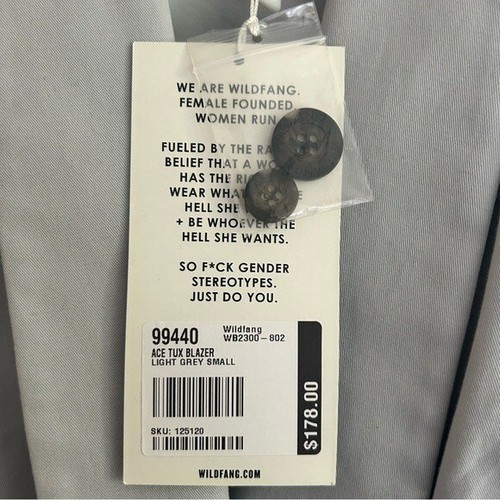 WE ARE WILDFANG.
FEMALE FOUNDED.
WOMEN RUN.
FUELED BY THE
BELIEF THAT A
HAS THE
WEAR
HELL SHE
+ BE WHOEVER THE
HELL SHE WANTS.
SO F*CK GENDER
STEREOTYPES.
JUST DO YOU.
99440 Wildfang
WB2300-802
ACE TUX BLAZER
LIGHT GREY SMALL
SKU: 125120
$178.00
WILDFANG.COM